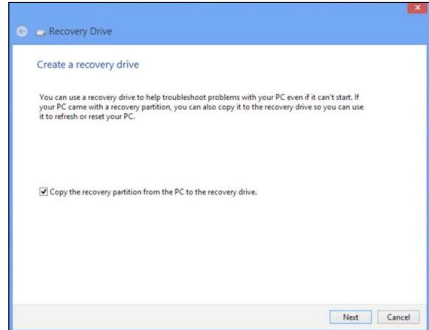 Recovery Drive
Create a recovery drive
You can use a recovery drive to help troubleshoot problems with your PC even if it can't start. If
your PC came with a recovery partition, you can also copy it to the recovery drive so you can use
it to refresh or reset your PC.
Copy the recovery partition from the PC to the recovery drive.
Next Cancel